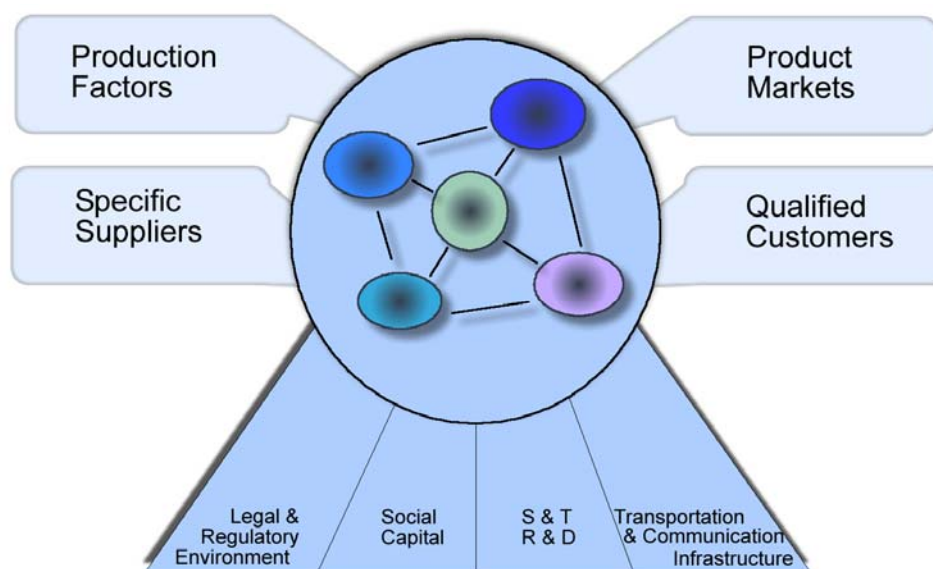 Production
Factors
Product
Markets
Specific
Suppliers
Qualified
Customers
Legal &
Regulatory
Environment
Social
Capital
S & T
R & D
Transportation
& Communication
Infrastructure